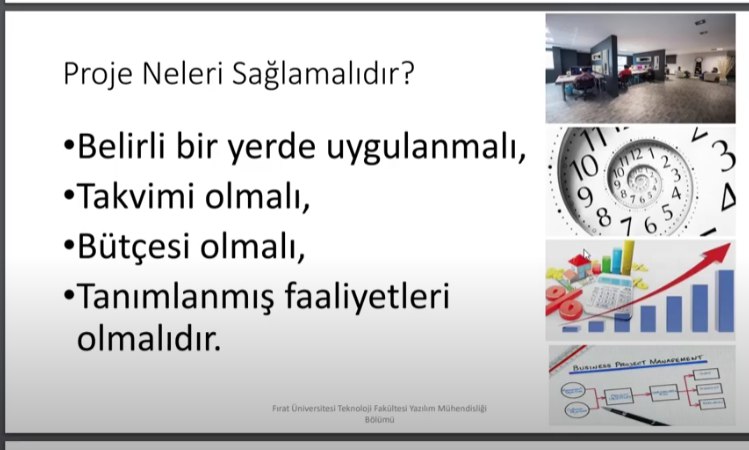 Proje Neleri Sağlamalıdır?
•Belirli bir yerde uygulanmalı,
•Takvimi olmalı,
•Bütçesi olmalı,
•Tanımlanmış faaliyetleri
olmalıdır.
Fırat Üniversitesi Teknoloji Fakültesi Yazılım Mühendisliği
Bölümü
BUSINESS PROJECT MANAGEMENT